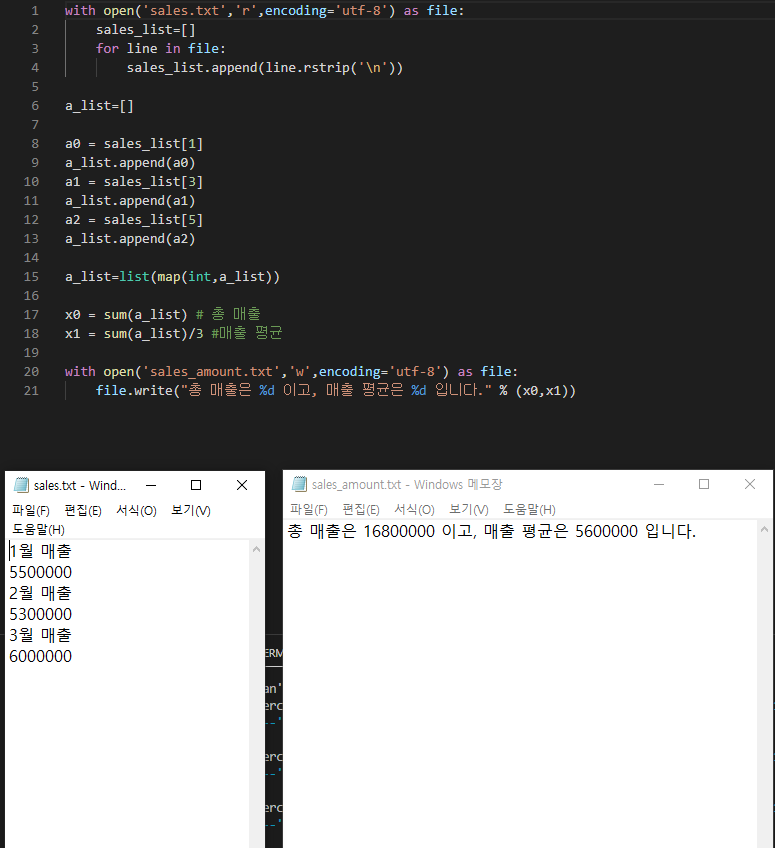 1 with open('sales.txt','r',encoding='utf-8') as file:
2     sales_list=[]
3     for line in file:
4         sales_list.append(line.rstrip('\n'))
5
6 a_list=[]
7
8 a0 = sales_list[1]
9 a_list.append(a0)
10 a1 = sales_list[3]
11 a_list.append(a1)
12 a2 = sales_list[5]
13 a_list.append(a2)
14
15 a_list=list(map(int,a_list))
16
17 x0 = sum(a_list) # 총 매출
18 x1 = sum(a_list)/3 #매출 평균
19
20 with open('sales_amount.txt','w',encoding='utf-8') as file:
21     file.write("총 매출은 %d 이고, 매출 평균은 %d 입니다." % (x0,x1))
sales.txt - Wind...
파일(F) 편집(E) 서식(O) 보기(V)
도움말(H)
1월 매출
5500000
2월 매출
5300000
3월 매출
6000000
sales_amount.txt - Windows 메모장
파일(F) 편집(E) 서식(O) 보기(V) 도움말(H)
총 매출은 16800000 이고, 매출 평균은 5600000 입니다.